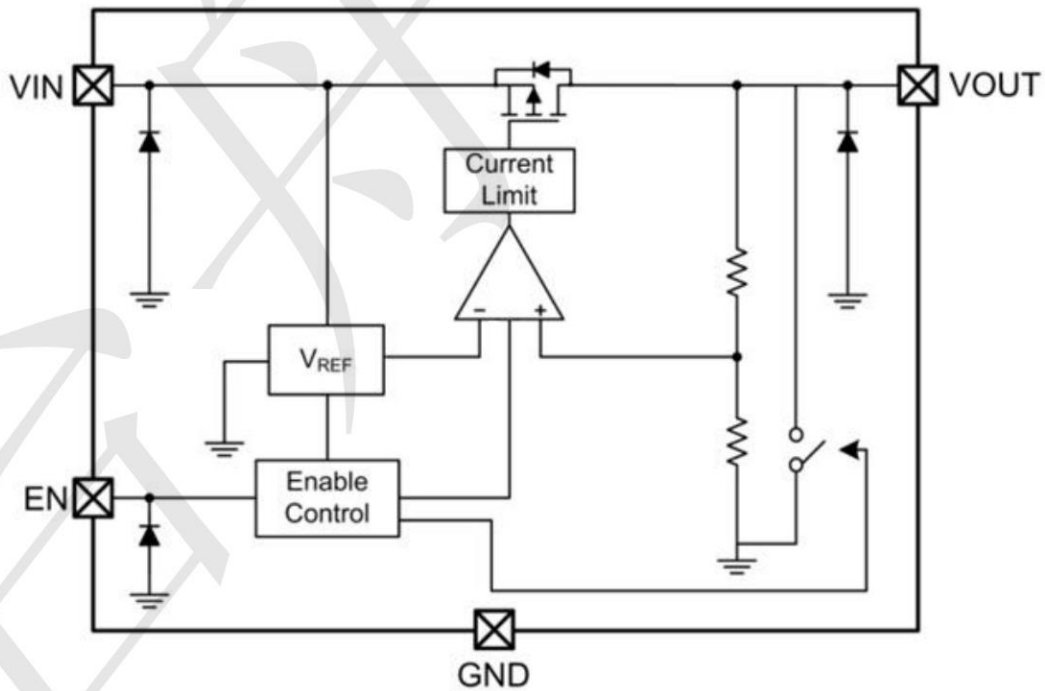 VIN
VOUT
Current
Limit
− +
V_REF
EN
Enable
Control
GND